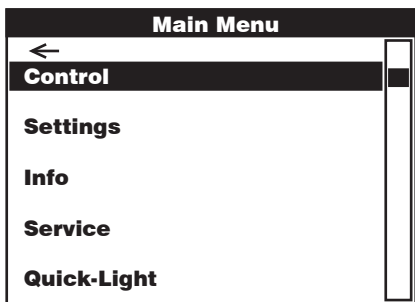 Main Menu
Control
Settings
Info
Service
Quick-Light